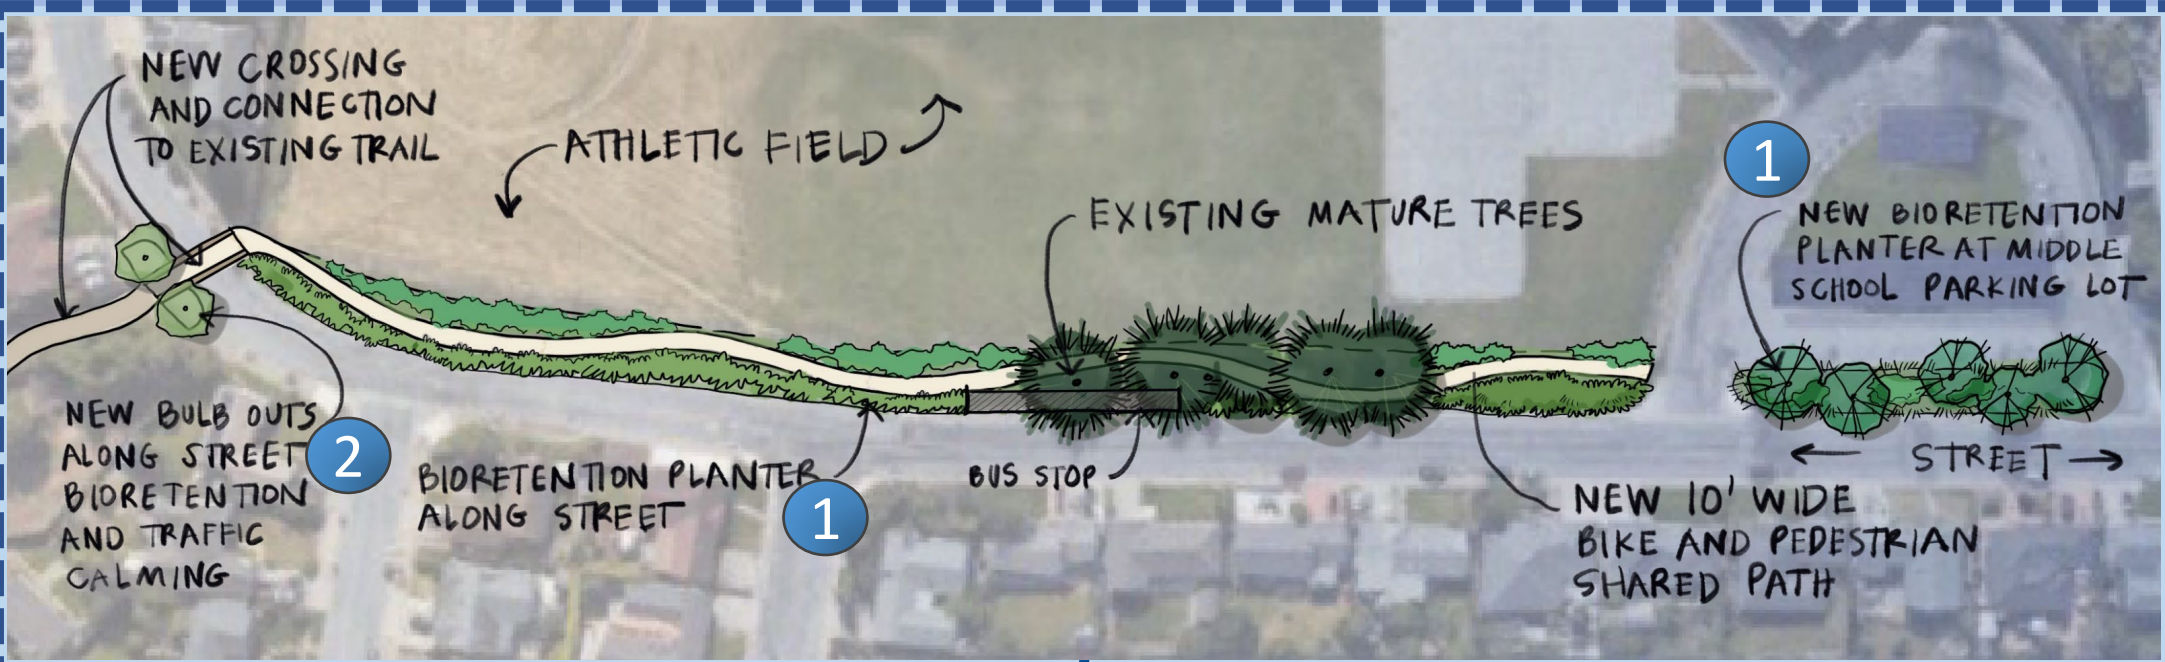 NEW CROSSING
AND CONNECTION
TO EXISTING TRAIL
ATHLETIC FIELD
EXISTING MATURE TREES
1
NEW BIORETENTION
PLANTER AT MIDDLE
SCHOOL PARKING LOT
NEW BULB OUTS
ALONG STREET
BIORETENTION
AND TRAFFIC
CALMING
2
BIORETENTION PLANTER
ALONG STREET
1
BUS STOP
STREET
NEW 10' WIDE
BIKE AND PEDESTRIAN
SHARED PATH